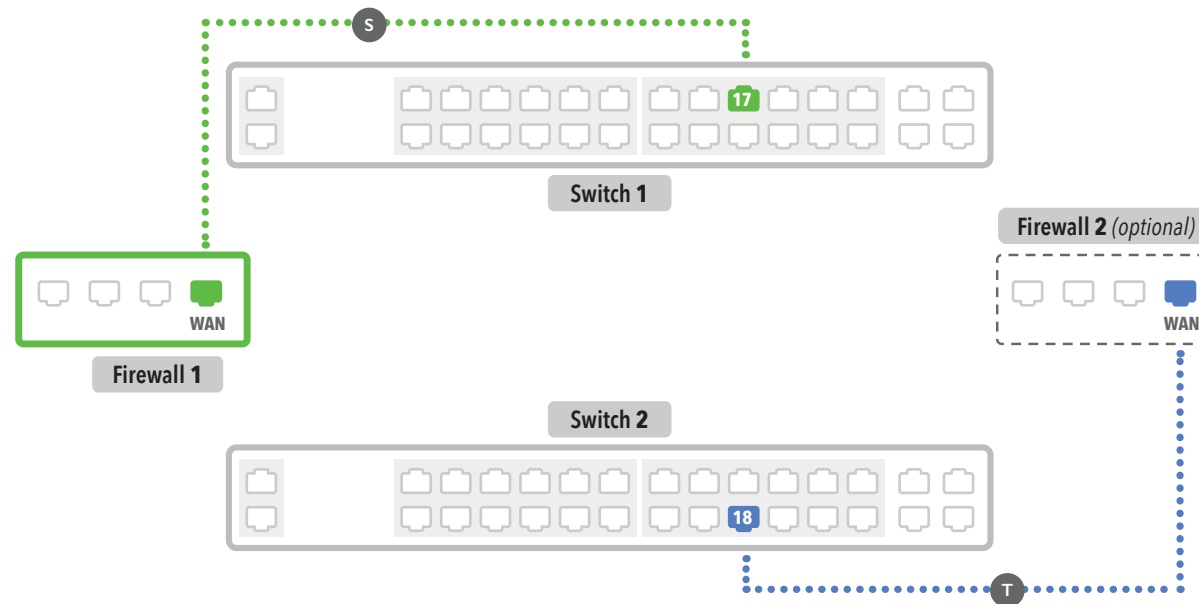 S
17
Switch 1
Firewall 2 (optional)
WAN
WAN
Firewall 1
Switch 2
18
T